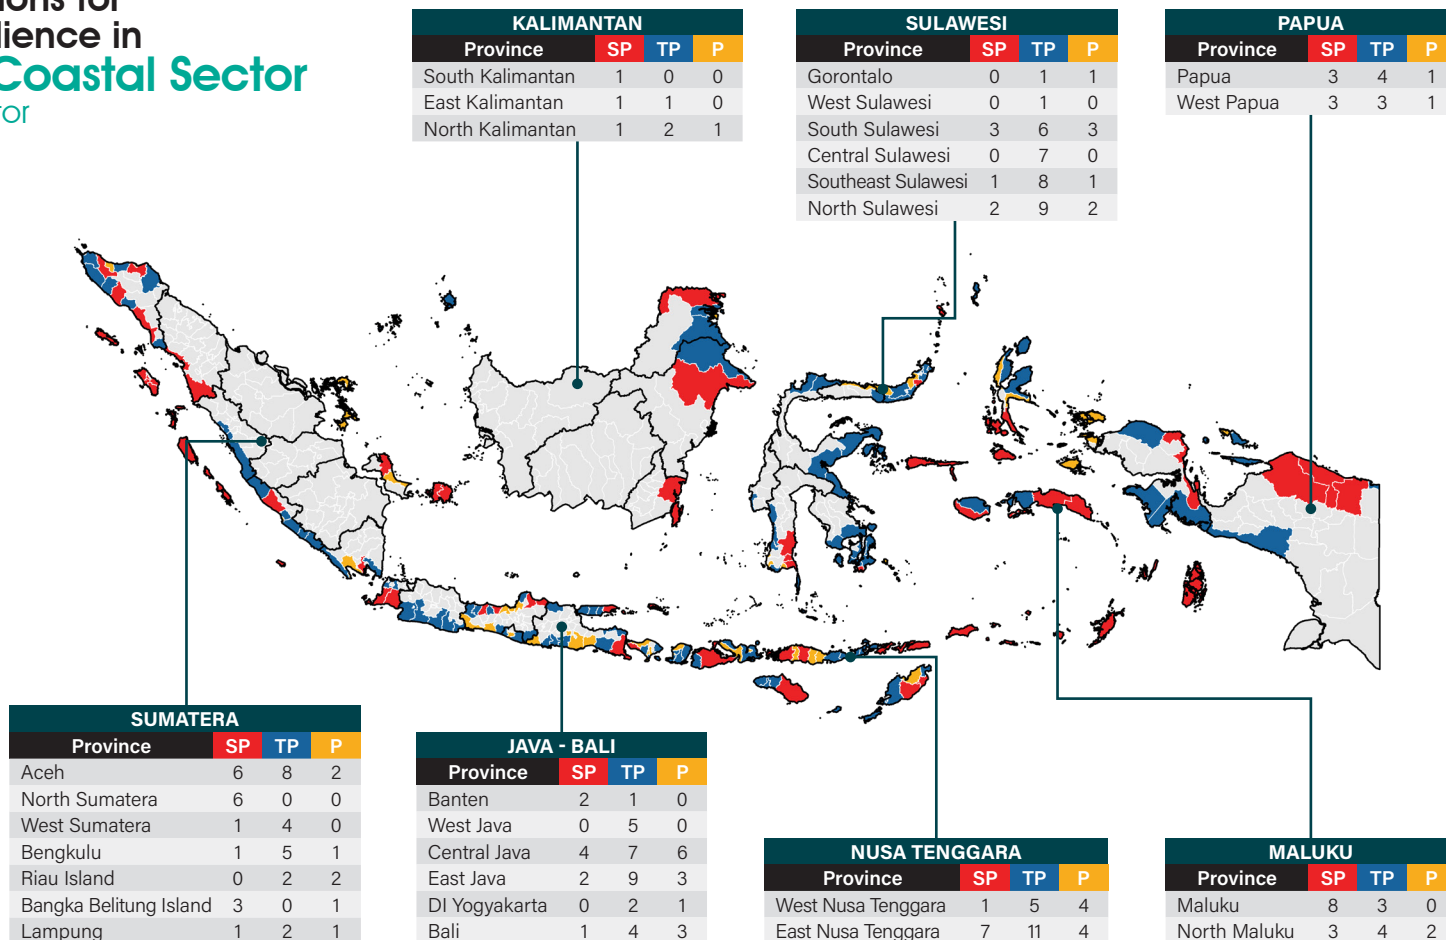 ions for
lience in
Coastal Sector
tor
KALIMANTAN
Province SP TP P
South Kalimantan 1 0 0
East Kalimantan 1 1 0
North Kalimantan 1 2 1
SULAWESI
Province SP TP P
Gorontalo 0 1 1
West Sulawesi 0 1 0
South Sulawesi 3 6 3
Central Sulawesi 0 7 0
Southeast Sulawesi 1 8 1
North Sulawesi 2 9 2
PAPUA
Province SP TP P
Papua 3 4 1
West Papua 3 3 1
SUMATERA
Province SP TP P
Aceh 6 8 2
North Sumatera 6 0 0
West Sumatera 1 4 0
Bengkulu 1 5 1
Riau Island 0 2 2
Bangka Belitung Island 3 0 1
Lampung 1 2 1
JAVA - BALI
Province SP TP P
Banten 2 1 0
West Java 0 5 0
Central Java 4 7 6
East Java 2 9 3
DI Yogyakarta 0 2 1
Bali 1 4 3
NUSA TENGGARA
Province SP TP P
West Nusa Tenggara 1 5 4
East Nusa Tenggara 7 11 4
MALUKU
Province SP TP P
Maluku 8 3 0
North Maluku 3 4 2